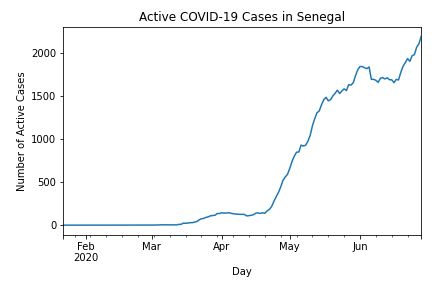 Active COVID-19 Cases in Senegal
Number of Active Cases
2000
1500
1000
500
0
Feb
2020
Mar
Apr
May
Jun
Day